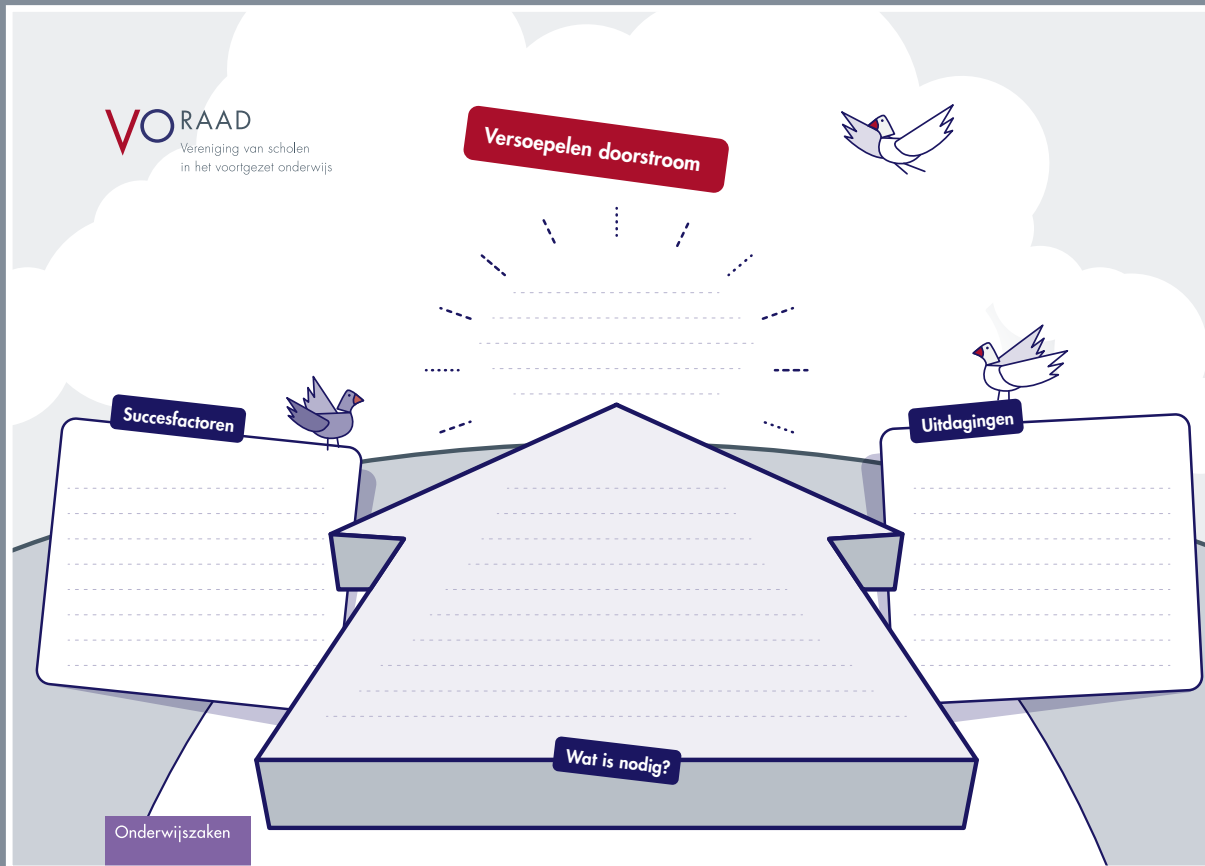 VO RAAD
Vereniging van scholen
in het voortgezet onderwijs
Versoepelen doorstroom
Succesfactoren
Uitdagingen
Wat is nodig?
Onderwijszaken